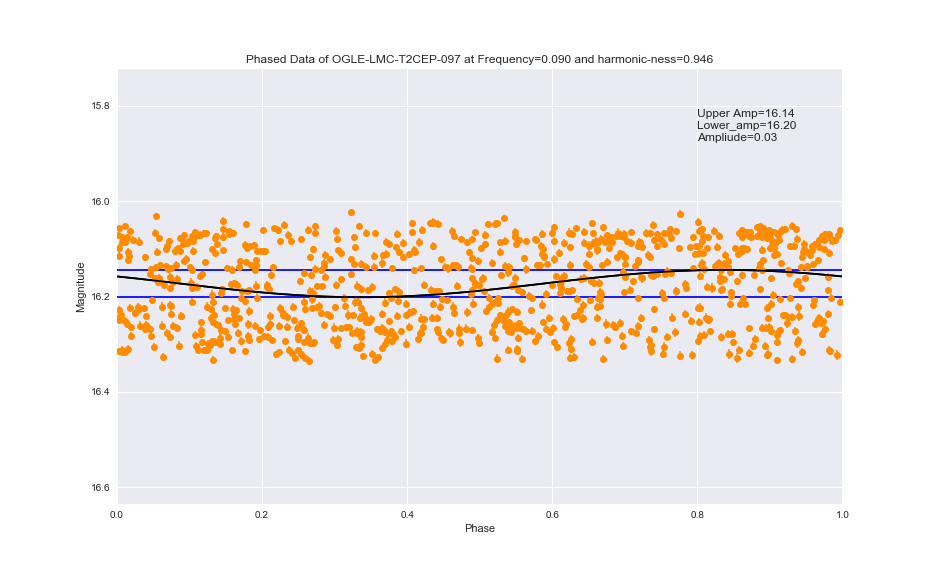 Phased Data of OGLE-LMC-T2CEP-097 at Frequency=0.090 and harmonic-ness=0.946
Upper Amp=16.14
Lower_amp=16.20
Ampliude=0.03
Magnitude
15.8
16.0
16.2
16.4
16.6
0.0 0.2 0.4 0.6 0.8 1.0
Phase